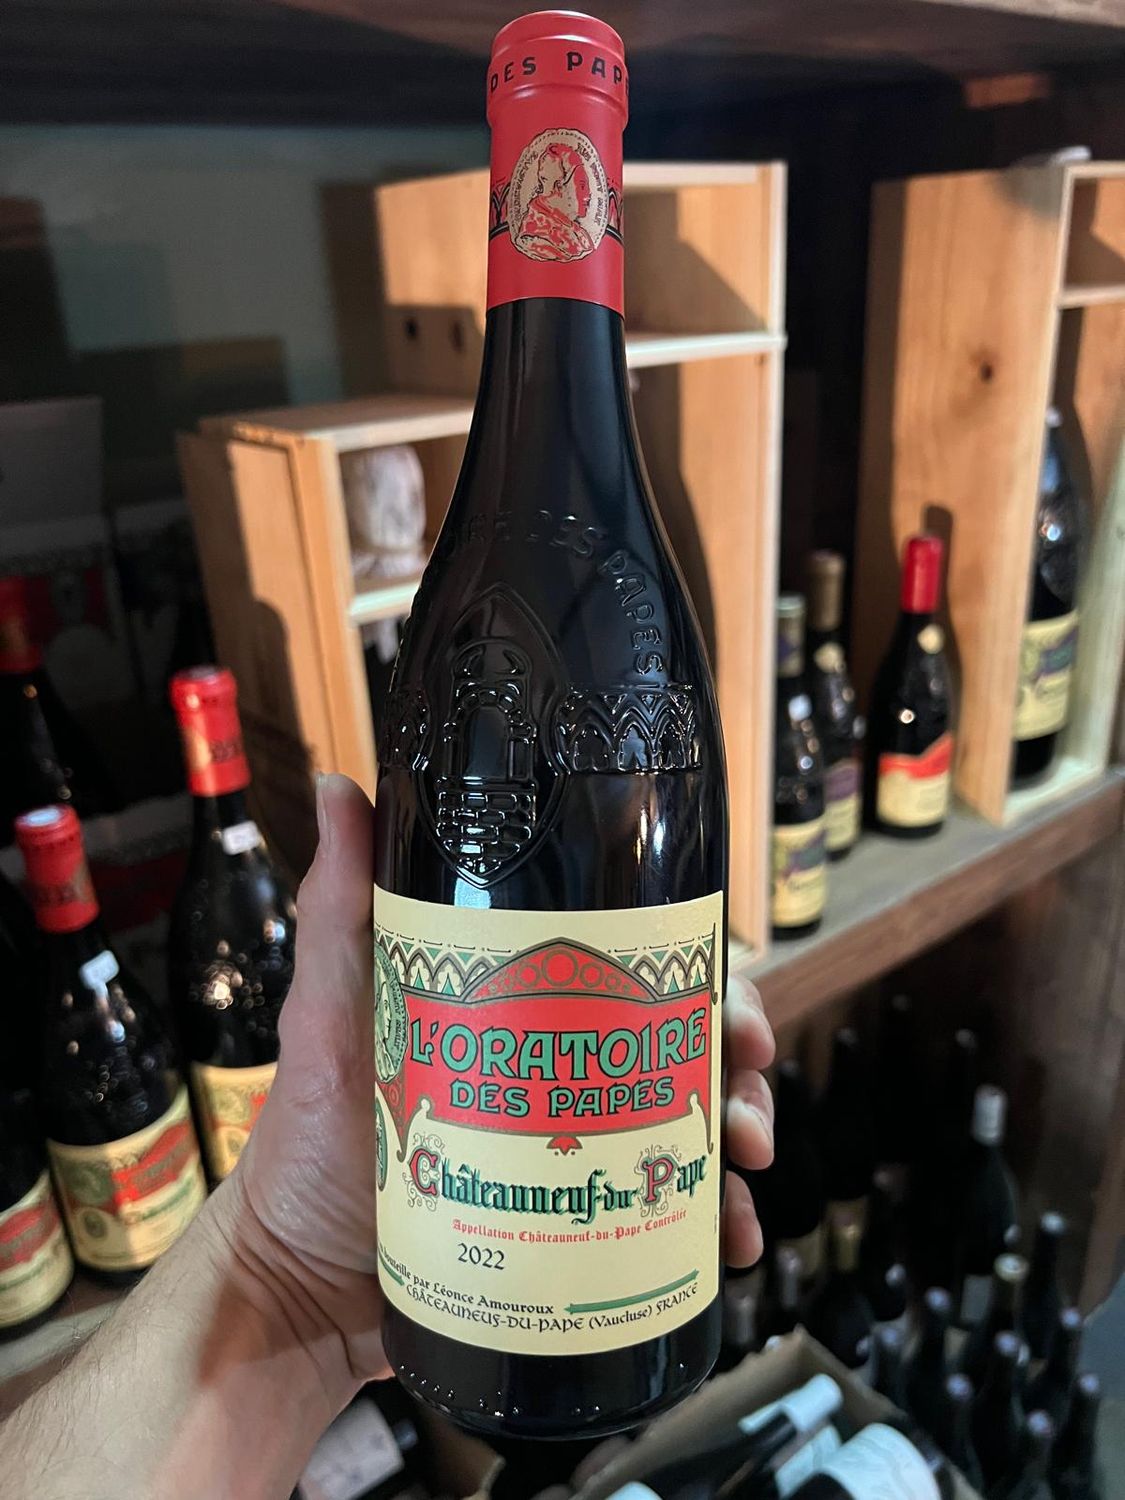 DES PAP
DES PAPES
L'ORATOIRE
DES PAPES
Châteauneuf-du-Pape
Appellation Châteauneuf-du-Pape Contrôlée
2022
bouteille par Léonce Amouroux
CHÂTEAUNEUF-DU-PAPE (Vaucluse) FRANCE